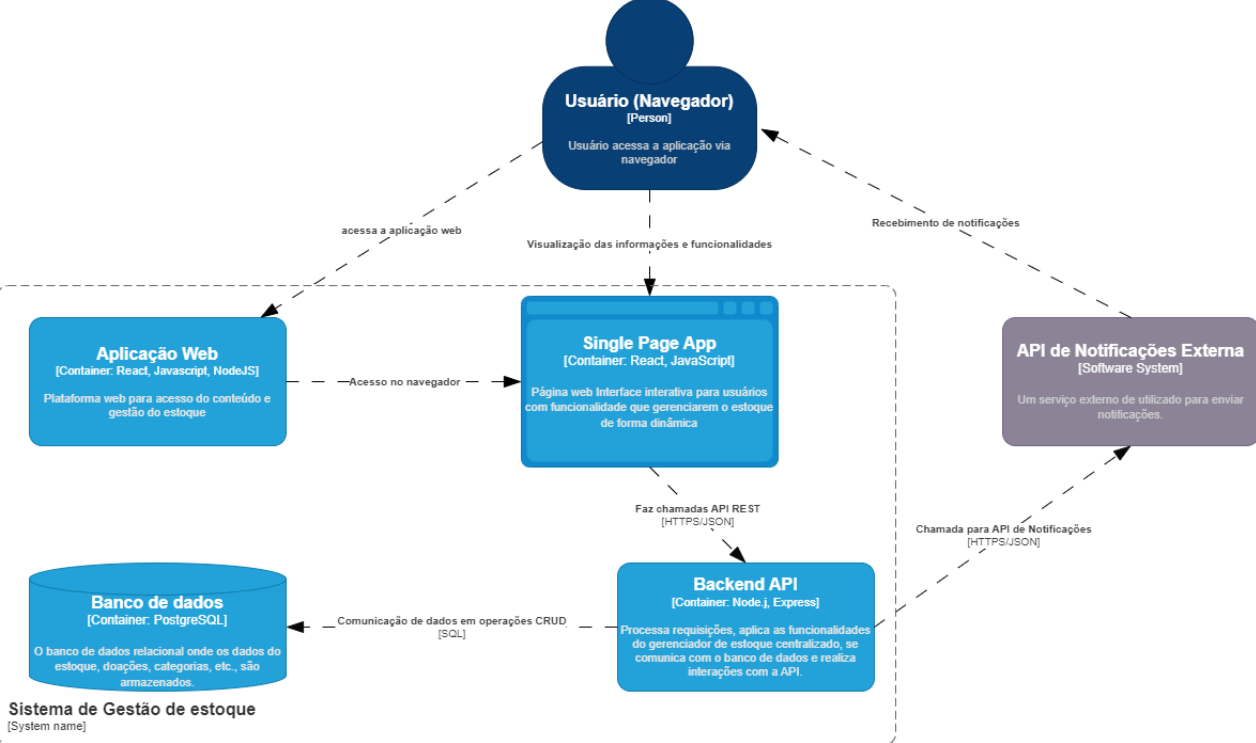 Usuário (Navegador)
[Person]
Usuário acessa a aplicação via
navegador
acessa a aplicação web
Visualização das informações e funcionalidades
Recebimento de notificações
Aplicação Web
[Container: React, Javascript, NodeJS]
Plataforma web para acesso do conteúdo e
gestão do estoque
Acesso no navegador
Single Page App
[Container: React, JavaScript]
Página web Interface interativa para usuários
com funcionalidade que gerenciarem o estoque
de forma dinâmica
API de Notificações Externa
[Software System]
Um serviço externo de utilizado para enviar
notificações.
Faz chamadas API REST
[HTTPS/JSON]
Chamada para API de Notificações
[HTTPS/JSON]
Banco de dados
[Container: PostgreSQL]
O banco de dados relacional onde os dados do
estoque, doações, categorias, etc., são
armazenados.
Comunicação de dados em operações CRUD
[SQL]
Backend API
[Container: Node.j, Express]
Processa requisições, aplica as funcionalidades
do gerenciador de estoque centralizado, se
comunica com o banco de dados e realiza
interações com a API.
Sistema de Gestão de estoque
[System name]